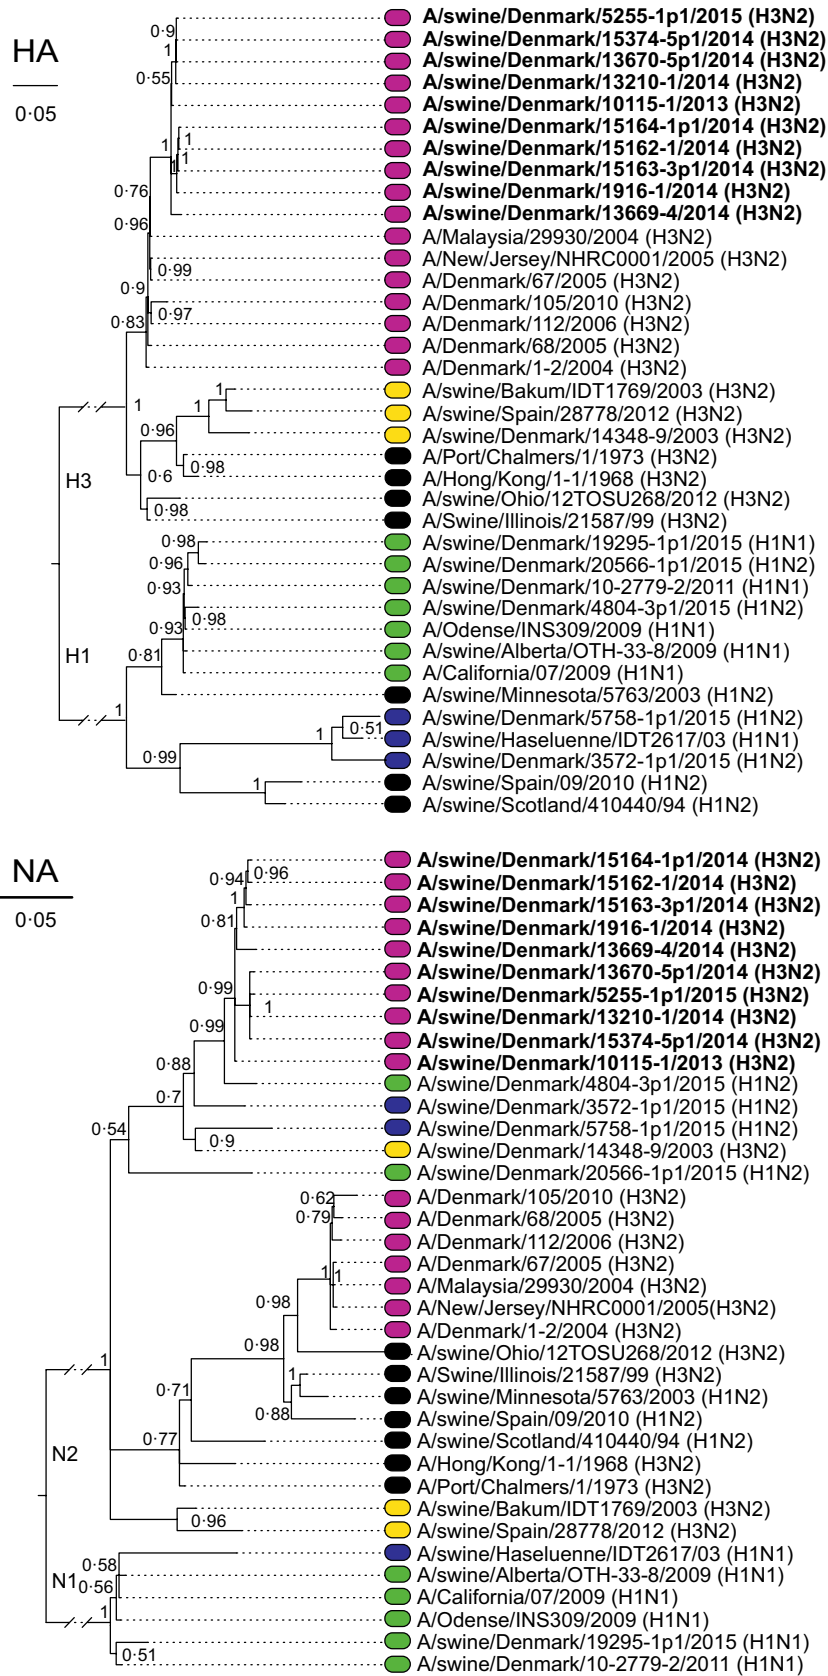 HA
0·05
0·9
1
0·55
1
1
1
1
0·76
0·96
0·99
0·9
0·97
0·83
1
1
0·96
0·98
0·6
0·98
H3
H1
0·98
0·96
0·93
0·98
0·93
0·81
1
1
0·51
0·99
1
A/swine/Denmark/5255-1p1/2015 (H3N2)
A/swine/Denmark/15374-5p1/2014 (H3N2)
A/swine/Denmark/13670-5p1/2014 (H3N2)
A/swine/Denmark/13210-1/2014 (H3N2)
A/swine/Denmark/10115-1/2013 (H3N2)
A/swine/Denmark/15164-1p1/2014 (H3N2)
A/swine/Denmark/15162-1/2014 (H3N2)
A/swine/Denmark/15163-3p1/2014 (H3N2)
A/swine/Denmark/1916-1/2014 (H3N2)
A/swine/Denmark/13669-4/2014 (H3N2)
A/Malaysia/29930/2004 (H3N2)
A/New/Jersey/NHRC0001/2005 (H3N2)
A/Denmark/67/2005 (H3N2)
A/Denmark/105/2010 (H3N2)
A/Denmark/112/2006 (H3N2)
A/Denmark/68/2005 (H3N2)
A/Denmark/1-2/2004 (H3N2)
A/swine/Bakum/IDT1769/2003 (H3N2)
A/swine/Spain/28778/2012 (H3N2)
A/swine/Denmark/14348-9/2003 (H3N2)
A/Port/Chalmers/1/1973 (H3N2)
A/Hong/Kong/1-1/1968 (H3N2)
A/swine/Ohio/12TOSU268/2012 (H3N2)
A/Swine/Illinois/21587/99 (H3N2)
A/swine/Denmark/19295-1p1/2015 (H1N1)
A/swine/Denmark/20566-1p1/2015 (H1N2)
A/swine/Denmark/10-2779-2/2011 (H1N1)
A/swine/Denmark/4804-3p1/2015 (H1N2)
A/Odense/INS309/2009 (H1N1)
A/swine/Alberta/OTH-33-8/2009 (H1N1)
A/California/07/2009 (H1N1)
A/swine/Minnesota/5763/2003 (H1N2)
A/swine/Denmark/5758-1p1/2015 (H1N2)
A/swine/Haseluenne/IDT2617/03 (H1N1)
A/swine/Denmark/3572-1p1/2015 (H1N2)
A/swine/Spain/09/2010 (H1N2)
A/swine/Scotland/410440/94 (H1N2)
NA
0·05
0·94
0·96
1
0·81
0·99
1
0·99
0·88
0·7
0·54
0·9
0·62
0·79
1
1
0·98
0·98
1
1
0·71
0·88
0·77
N2
0·96
0·58
N1
0·56
1
0·51
A/swine/Denmark/15164-1p1/2014 (H3N2)
A/swine/Denmark/15162-1/2014 (H3N2)
A/swine/Denmark/15163-3p1/2014 (H3N2)
A/swine/Denmark/1916-1/2014 (H3N2)
A/swine/Denmark/13669-4/2014 (H3N2)
A/swine/Denmark/13670-5p1/2014 (H3N2)
A/swine/Denmark/5255-1p1/2015 (H3N2)
A/swine/Denmark/13210-1/2014 (H3N2)
A/swine/Denmark/15374-5p1/2014 (H3N2)
A/swine/Denmark/10115-1/2013 (H3N2)
A/swine/Denmark/4804-3p1/2015 (H1N2)
A/swine/Denmark/3572-1p1/2015 (H1N2)
A/swine/Denmark/5758-1p1/2015 (H1N2)
A/swine/Denmark/14348-9/2003 (H3N2)
A/swine/Denmark/20566-1p1/2015 (H1N2)
A/Denmark/105/2010 (H3N2)
A/Denmark/68/2005 (H3N2)
A/Denmark/112/2006 (H3N2)
A/Denmark/67/2005 (H3N2)
A/Malaysia/29930/2004 (H3N2)
A/New/Jersey/NHRC0001/2005(H3N2)
A/Denmark/1-2/2004 (H3N2)
A/swine/Ohio/12TOSU268/2012 (H3N2)
A/Swine/Illinois/21587/99 (H3N2)
A/swine/Minnesota/5763/2003 (H1N2)
A/swine/Spain/09/2010 (H1N2)
A/swine/Scotland/410440/94 (H1N2)
A/Hong/Kong/1-1/1968 (H3N2)
A/Port/Chalmers/1/1973 (H3N2)
A/swine/Bakum/IDT1769/2003 (H3N2)
A/swine/Spain/28778/2012 (H3N2)
A/swine/Haseluenne/IDT2617/03 (H1N1)
A/swine/Alberta/OTH-33-8/2009 (H1N1)
A/California/07/2009 (H1N1)
A/Odense/INS309/2009 (H1N1)
A/swine/Denmark/19295-1p1/2015 (H1N1)
A/swine/Denmark/10-2779-2/2011 (H1N1)